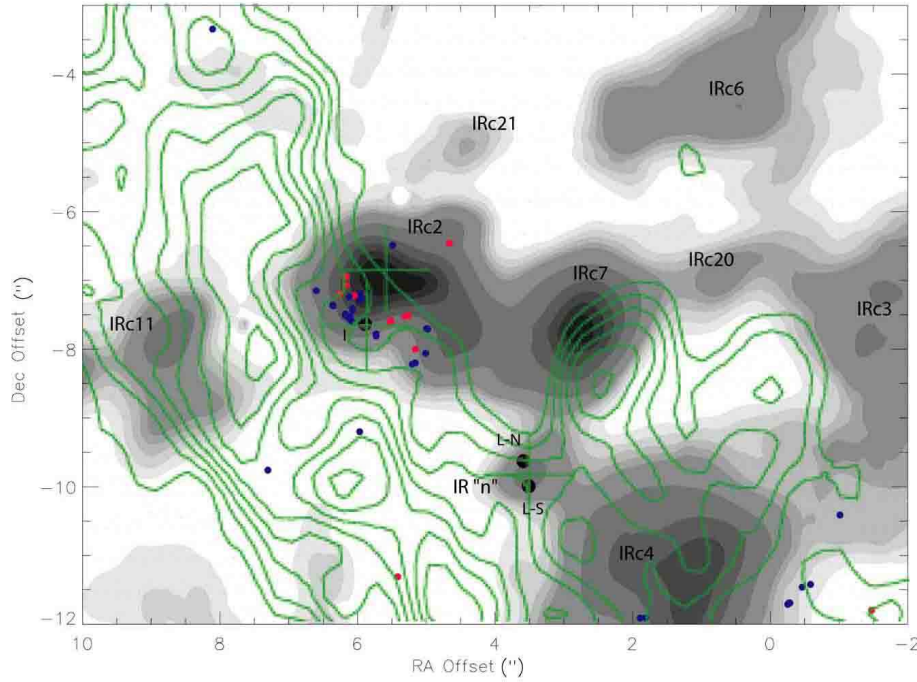 −4
−6
−8
−10
−12
Dec Offset (")
IRc6
IRc21
IRc2
IRc7
IRc20
IRc3
IRc11
I
L-N
IR "n"
L-S
IRc4
10
8
6
4
2
0
−2
RA Offset (")